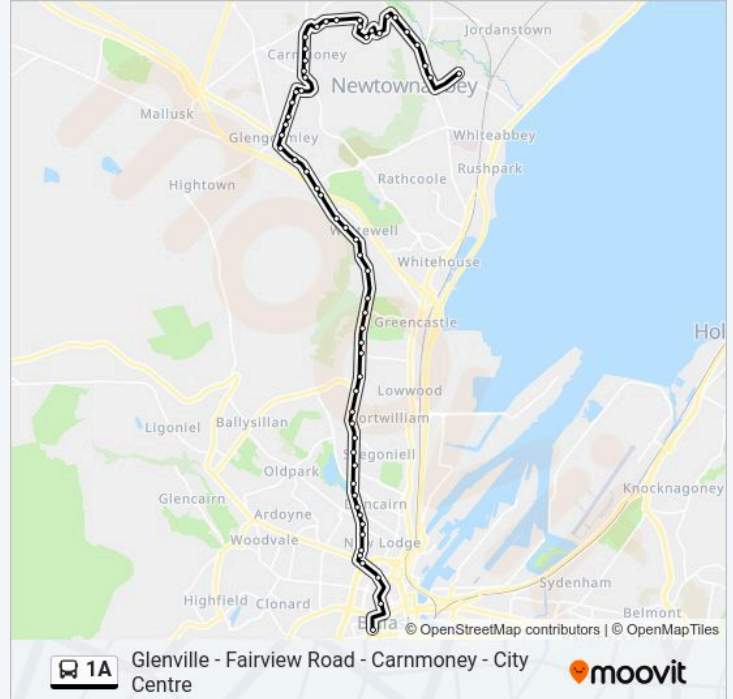 Jordanstown
Carnmoney
Newtownabbey
Mallusk
Glengormley
Whiteabbey
Rushpark
Hightown
Rathcoole
Whitewell
Whitehouse
Greencastle
Hol
Lowwood
Fortwilliam
Ligoniel
Ballysillan
Skegoniell
Oldpark
Glencairn
Duncairn
Knocknagoney
Ardoyne
Woodvale
New Lodge
Sydenham
Highfield
Clonard
Belmont
© OpenStreetMap contributors | © OpenMapTiles
1A
Glenville - Fairview Road - Carnmoney - City
Centre
moovit